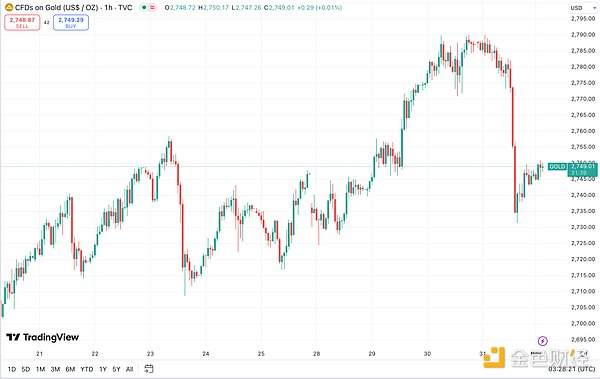 CFDs on Gold (US$ / OZ) · 1h · TVC O2,748.72 H2,750.17 L2,747.26 C2,749.01 +0.29 (+0.01%) USD
2,748.87 42 2,749.29
SELL BUY
2,795.00
2,790.00
2,785.00
2,780.00
2,775.00
2,770.00
2,765.00
2,760.00
2,755.00
2,750.00
GOLD 2,749.01
31:39
2,745.00
2,740.00
2,735.00
2,730.00
2,725.00
2,720.00
2,715.00
2,710.00
2,705.00
2,700.00
2,695.00
TradingView
21 22 23 24 25 28 29 30 31
1D 5D 1M 3M 6M YTD 1Y 5Y All
金色财经
03:28:21 (UTC)